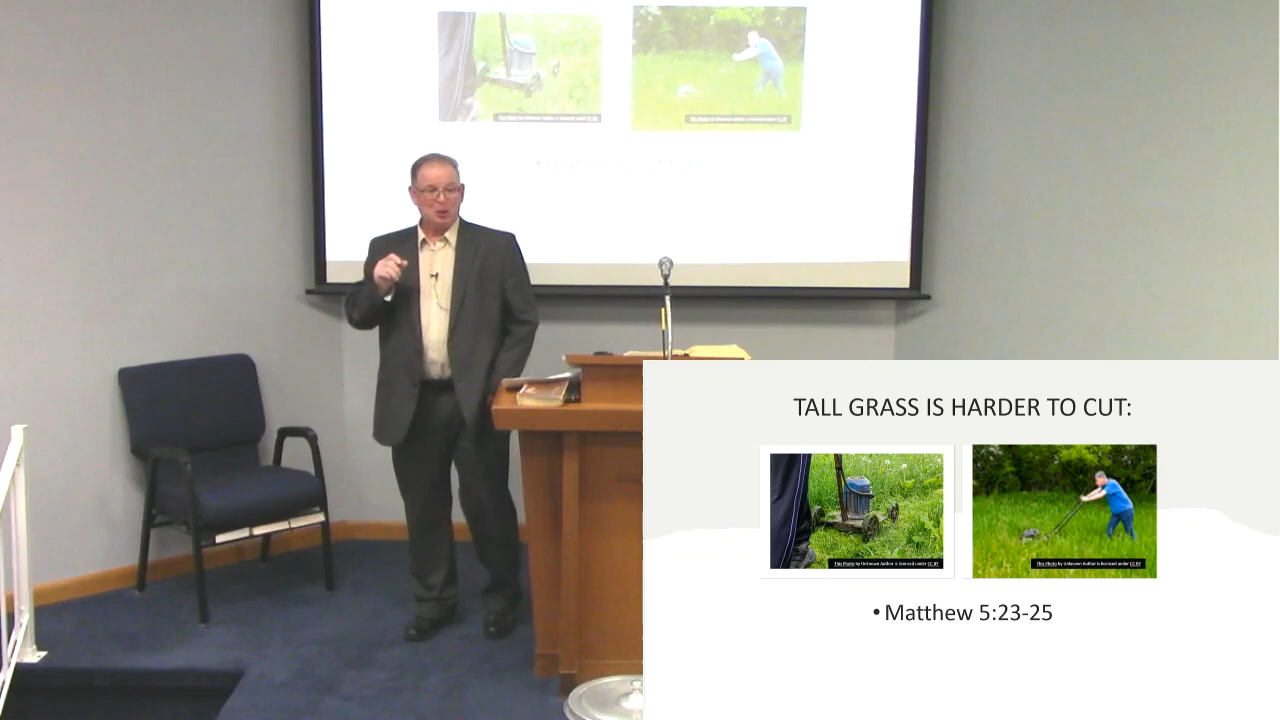 TALL GRASS IS HARDER TO CUT:
This Photo by Unknown Author is licensed under CC BY
This Photo by Unknown Author is licensed under CC BY
• Matthew 5:23-25